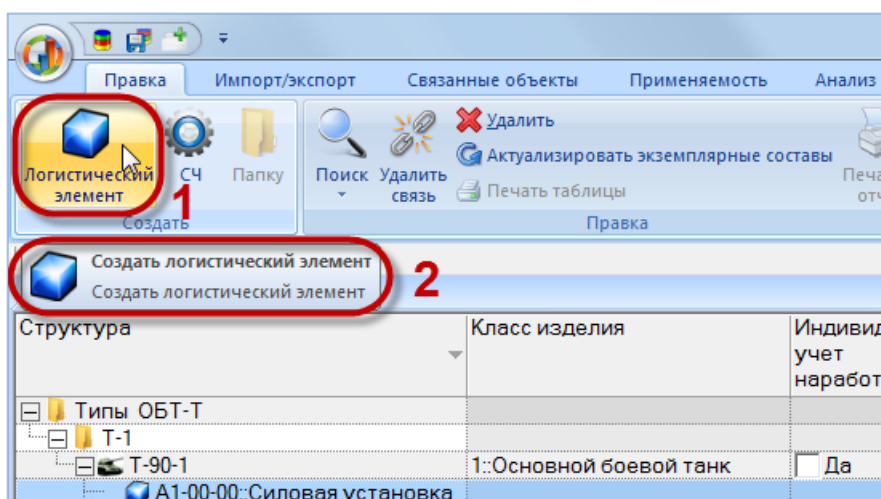 Правка Импорт/экспорт Связанные объекты Применяемость Анализ
Удалить
Актуализировать экземплярные составы
Логистический элемент
СЧ Папку Поиск Удалить связь
Печать таблицы
1
Создать Правка
Создать логистический элемент
Создать логистический элемент
2
Структура Класс изделия
учет
Типы ОБТ-Т
Т-1
Т-90-1 1::Основной боевой танк Да
А1-00-00::Силовая установка